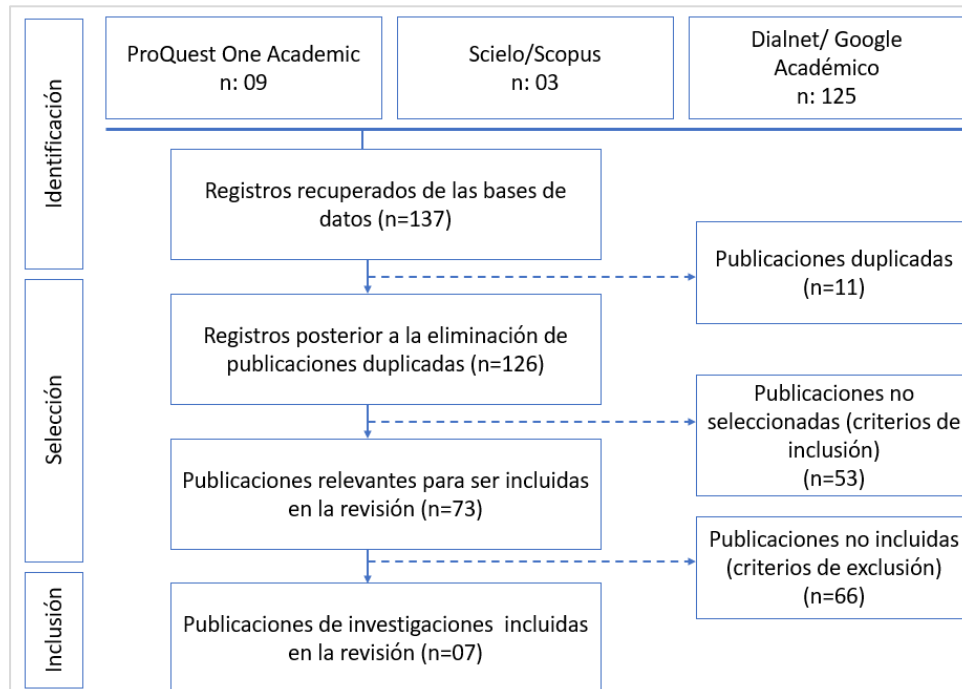 Identificación
ProQuest One Academic
n: 09
Scielo/Scopus
n: 03
Dialnet/ Google
Académico
n: 125
Registros recuperados de las bases de
datos (n=137)
Publicaciones duplicadas
(n=11)
Selección
Registros posterior a la eliminación de
publicaciones duplicadas (n=126)
Publicaciones no
seleccionadas (criterios de
inclusión)
(n=53)
Publicaciones relevantes para ser incluidas
en la revisión (n=73)
Publicaciones no incluidas
(criterios de exclusión)
(n=66)
Inclusión
Publicaciones de investigaciones incluidas
en la revisión (n=07)